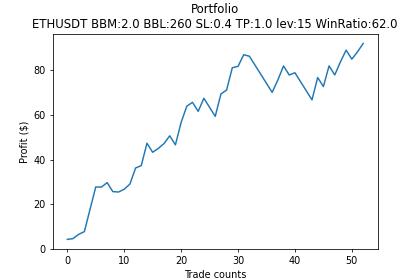 Portfolio
ETHUSDT BBM:2.0 BBL:260 SL:0.4 TP:1.0 lev:15 WinRatio:62.0
Profit ($)
80
60
40
20
0
0 10 20 30 40 50
Trade counts